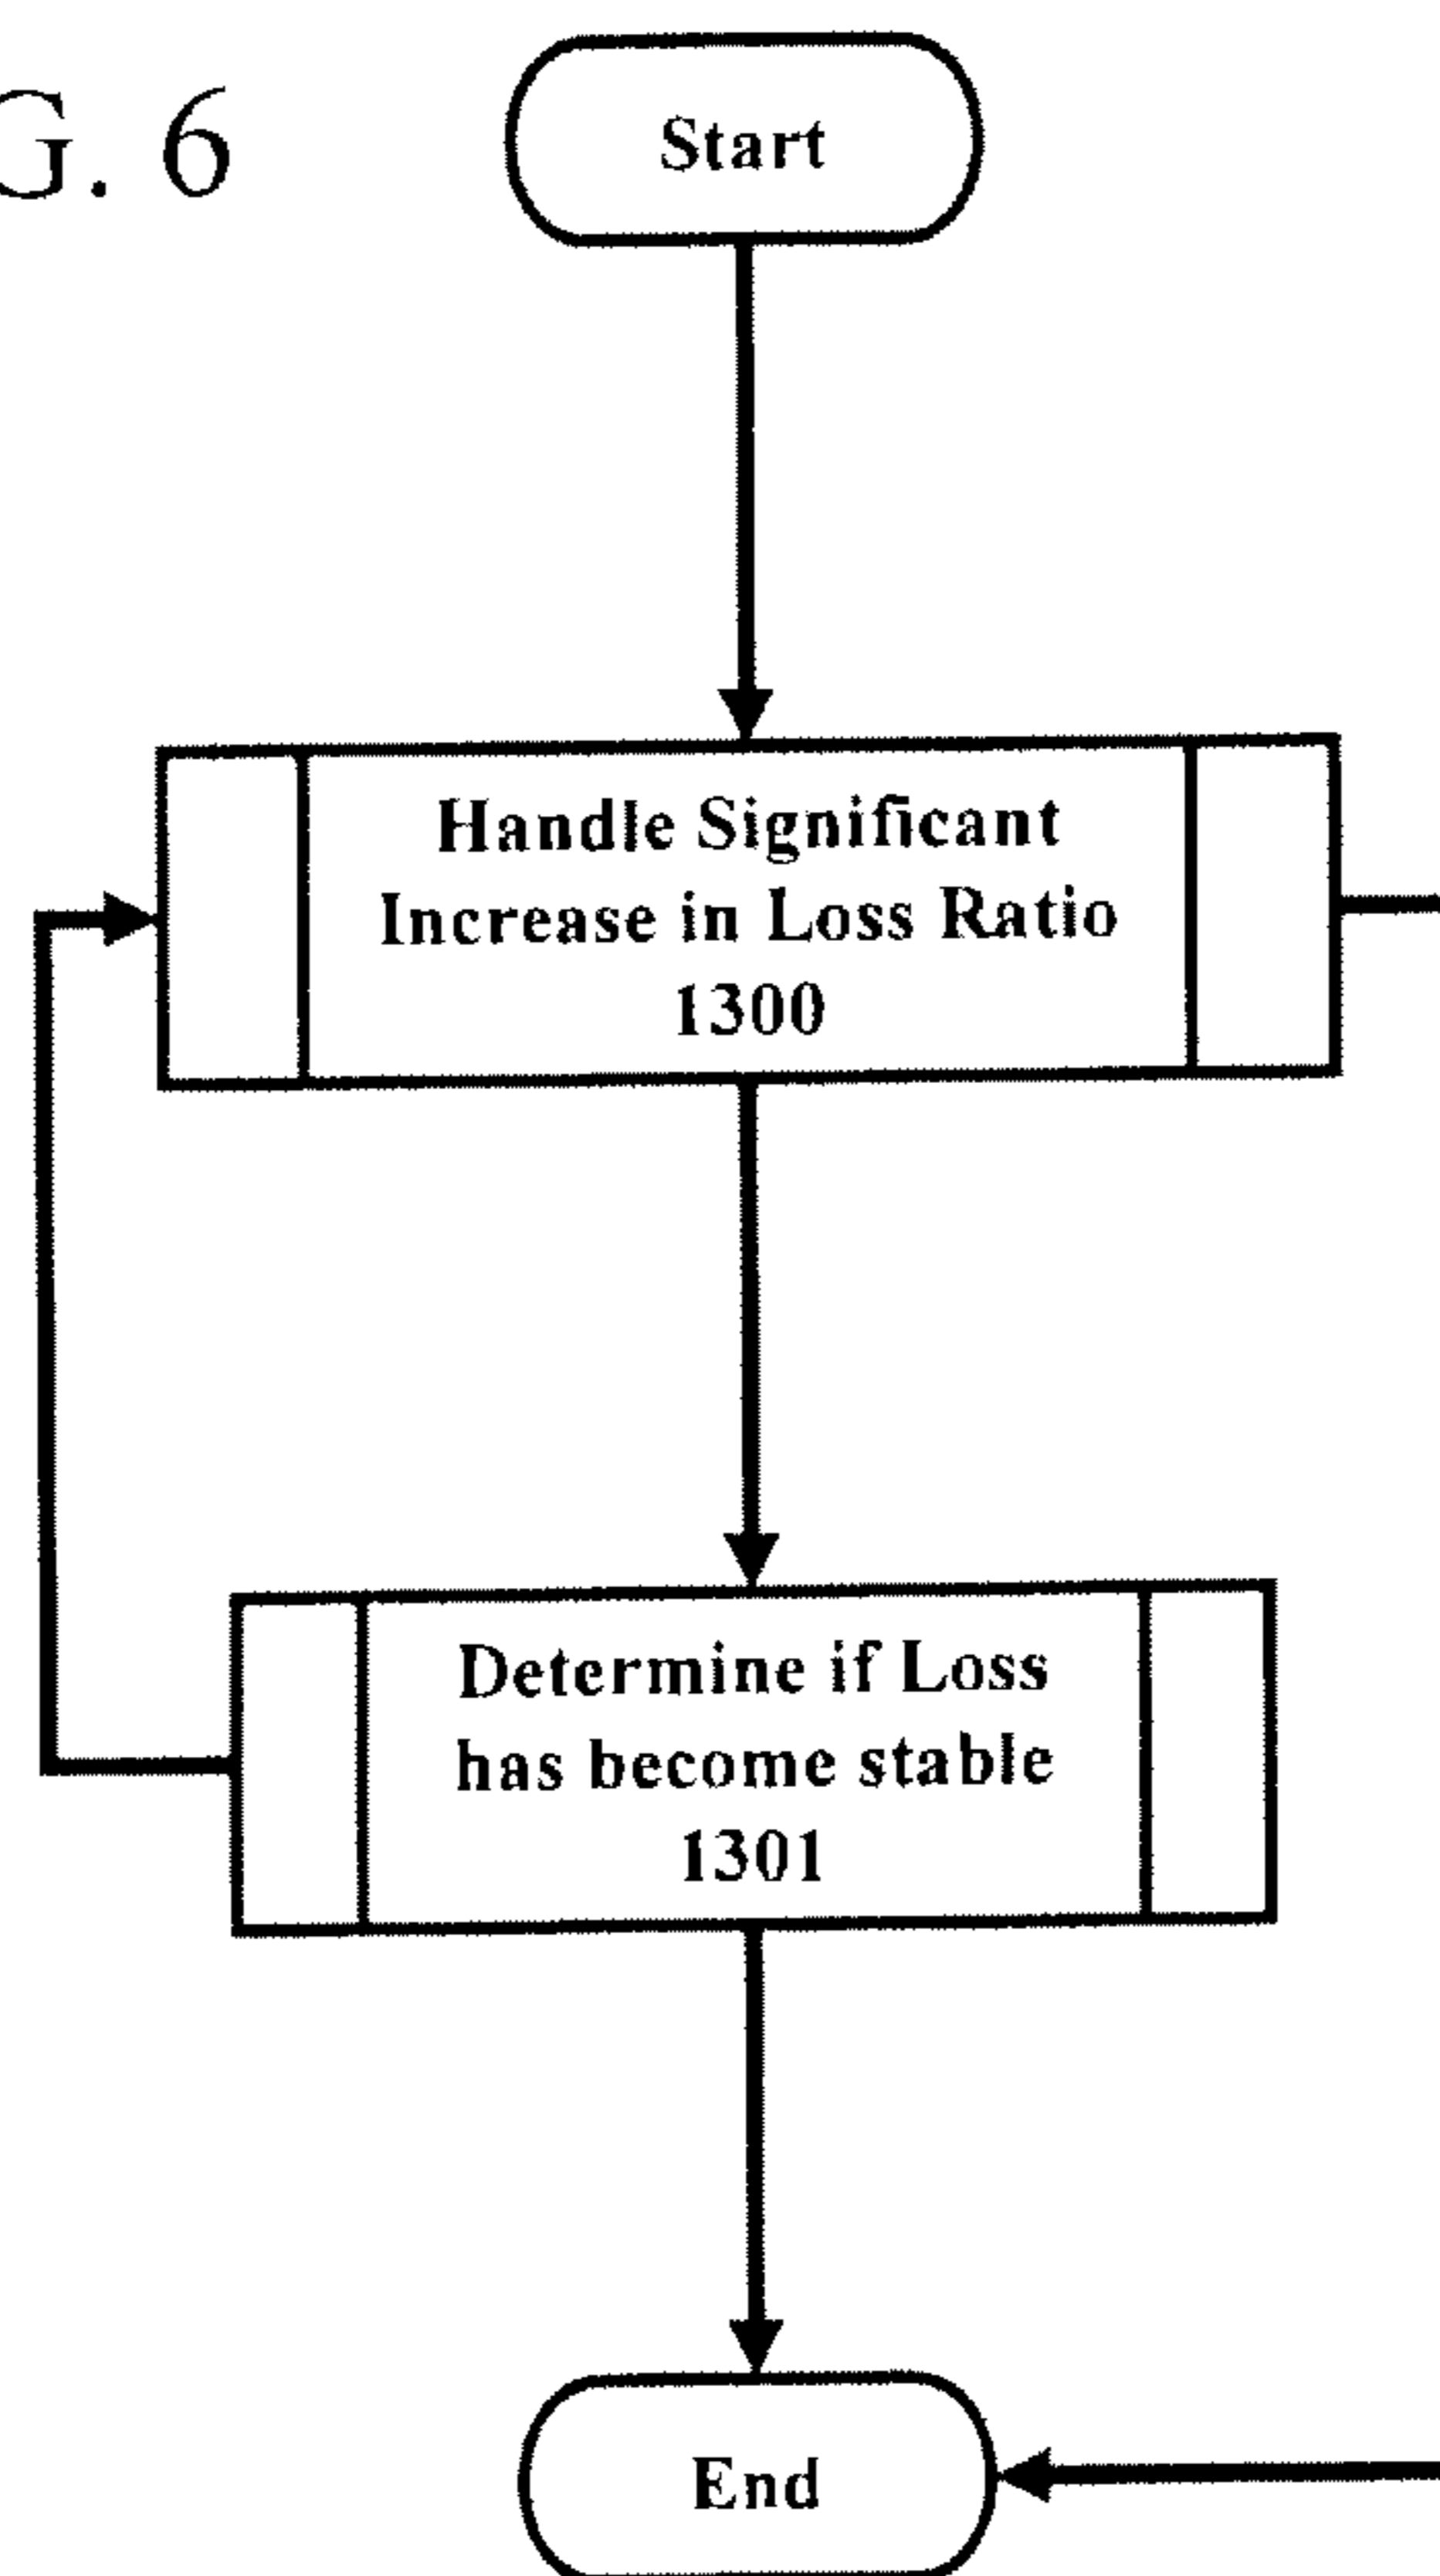 G. 6
Start
Handle Significant
Increase in Loss Ratio
1300
Determine if Loss
has become stable
1301
End